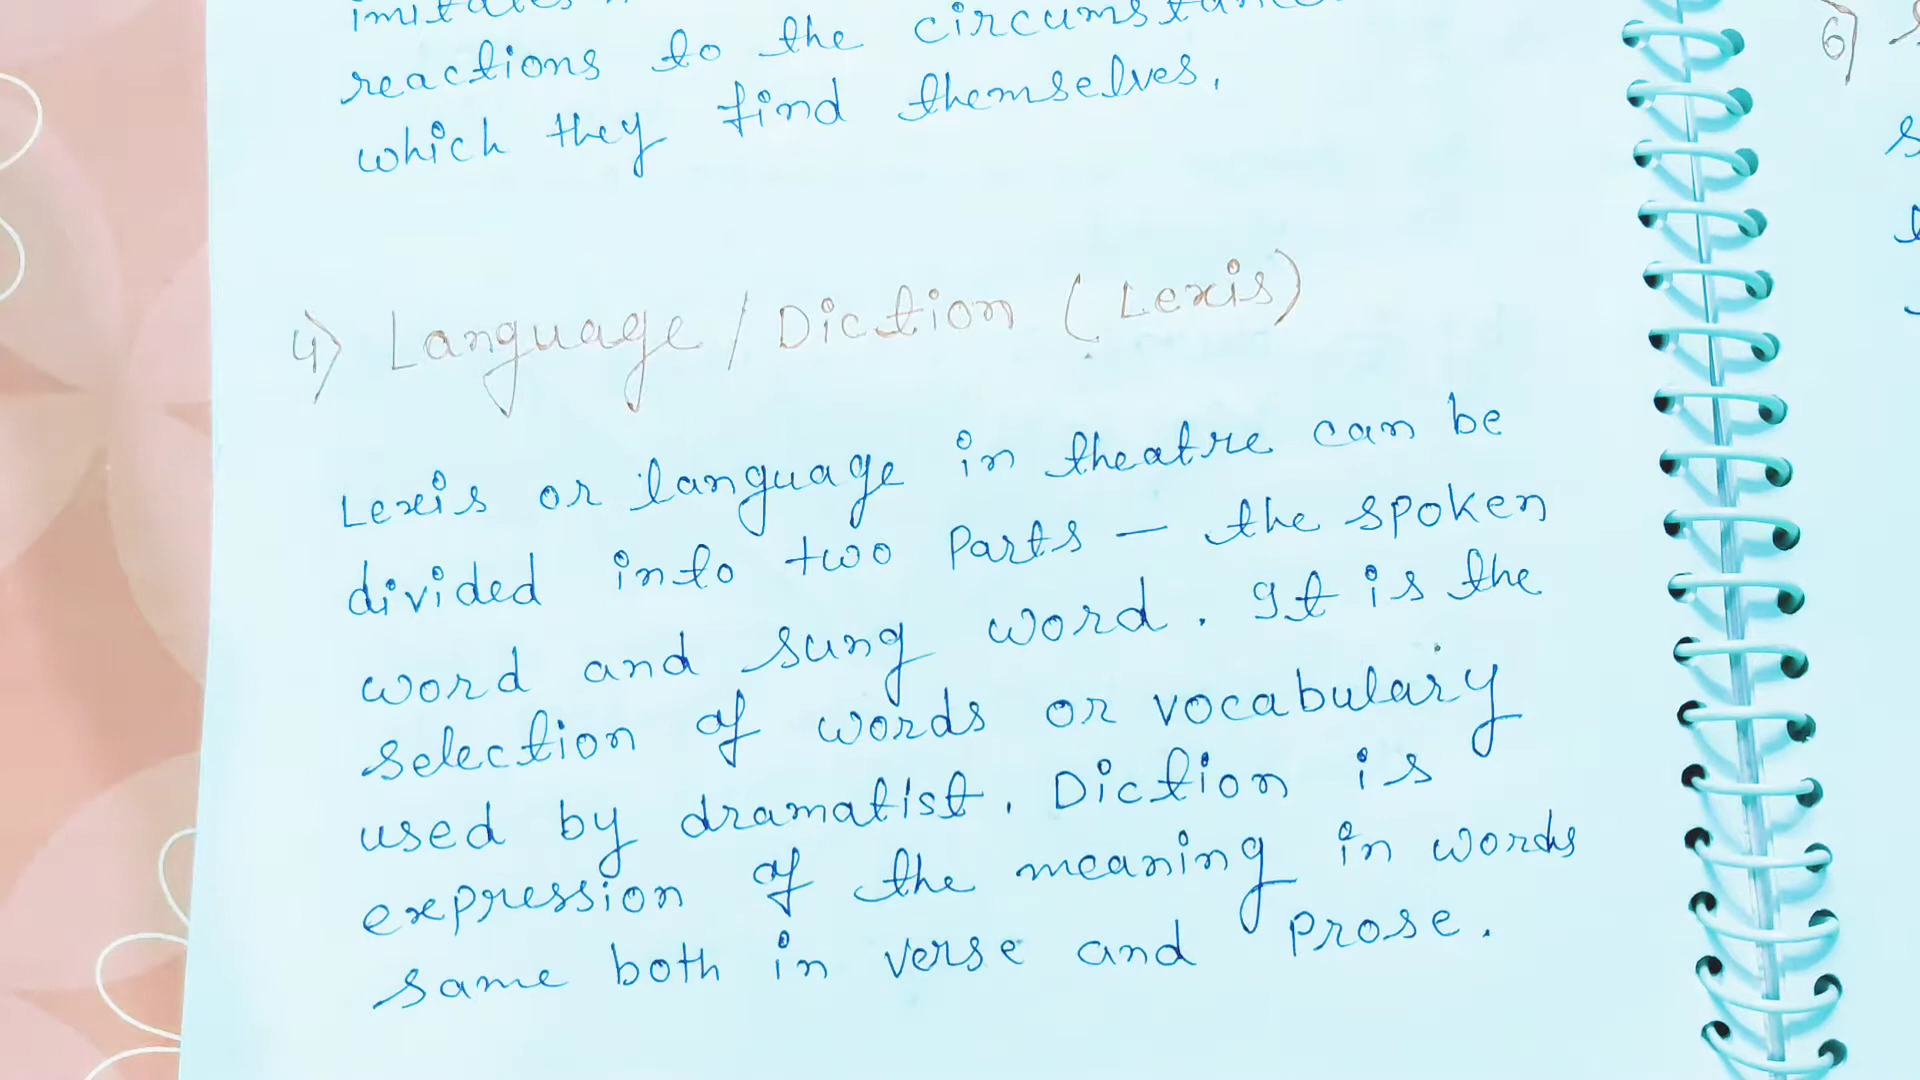 reactions to the
which they find themselves.
4) Language / Diction (Lexis)
Lexis or language in theatre can be
divided into two Parts — the spoken
word and sung word. It is the
selection of words or vocabulary
used by dramatist. Diction is
expression of the meaning in words
same both in verse and prose.
6)